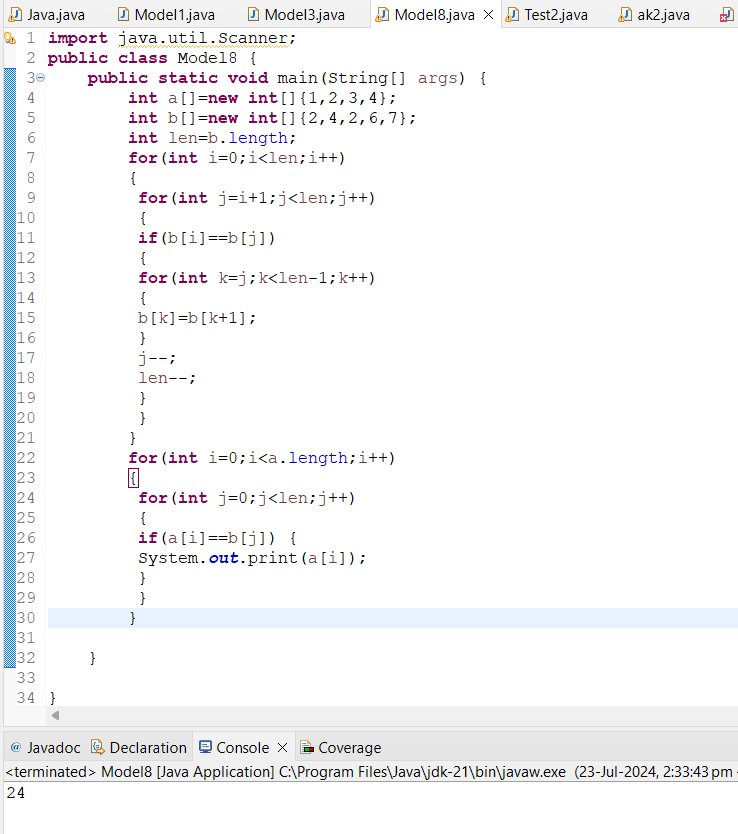 Java.java Model1.java Model3.java Model8.java Test2.java ak2.java
1 import java.util.Scanner;
2 public class Model8 {
3 public static void main(String[] args) {
4 int a[]=new int[]{1,2,3,4};
5 int b[]=new int[]{2,4,2,6,7};
6 int len=b.length;
7 for(int i=0;i<len;i++)
8 {
9 for(int j=i+1;j<len;j++)
10 {
11 if(b[i]==b[j])
12 {
13 for(int k=j;k<len-1;k++)
14 {
15 b[k]=b[k+1];
16 }
17 j--;
18 len--;
19 }
20 }
21 }
22 for(int i=0;i<a.length;i++)
23 {
24 for(int j=0;j<len;j++)
25 {
26 if(a[i]==b[j]) {
27 System.out.print(a[i]);
28 }
29 }
30 }
31
32 }
33
34 }
@ Javadoc Declaration Console Coverage
<terminated> Model8 [Java Application] C:\Program Files\Java\jdk-21\bin\javaw.exe (23-Jul-2024, 2:33:43 pm -
24